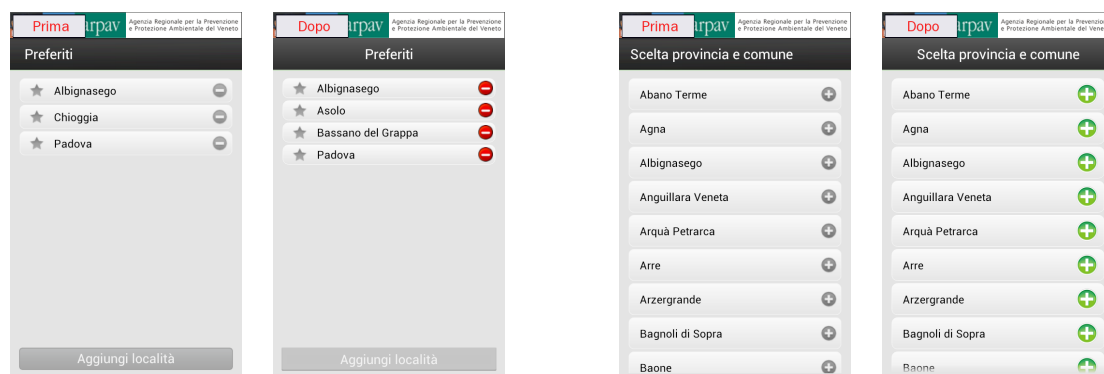 Prima
arpav
Agenzia Regionale per la Prevenzione
e Protezione Ambientale del Veneto
Preferiti
Albignasego
Chioggia
Padova
Aggiungi località
Dopo
arpav
Agenzia Regionale per la Prevenzione
e Protezione Ambientale del Veneto
Preferiti
Albignasego
Asolo
Bassano del Grappa
Padova
Aggiungi località
Prima
arpav
Agenzia Regionale per la Prevenzione
e Protezione Ambientale del Veneto
Scelta provincia e comune
Abano Terme
Agna
Albignasego
Anguillara Veneta
Arquà Petrarca
Arre
Arzergrande
Bagnoli di Sopra
Baone
Dopo
arpav
Agenzia Regionale per la Prevenzion
e Protezione Ambientale del Vene
Scelta provincia e comune
Abano Terme
Agna
Albignasego
Anguillara Veneta
Arquà Petrarca
Arre
Arzergrande
Bagnoli di Sopra
Baone